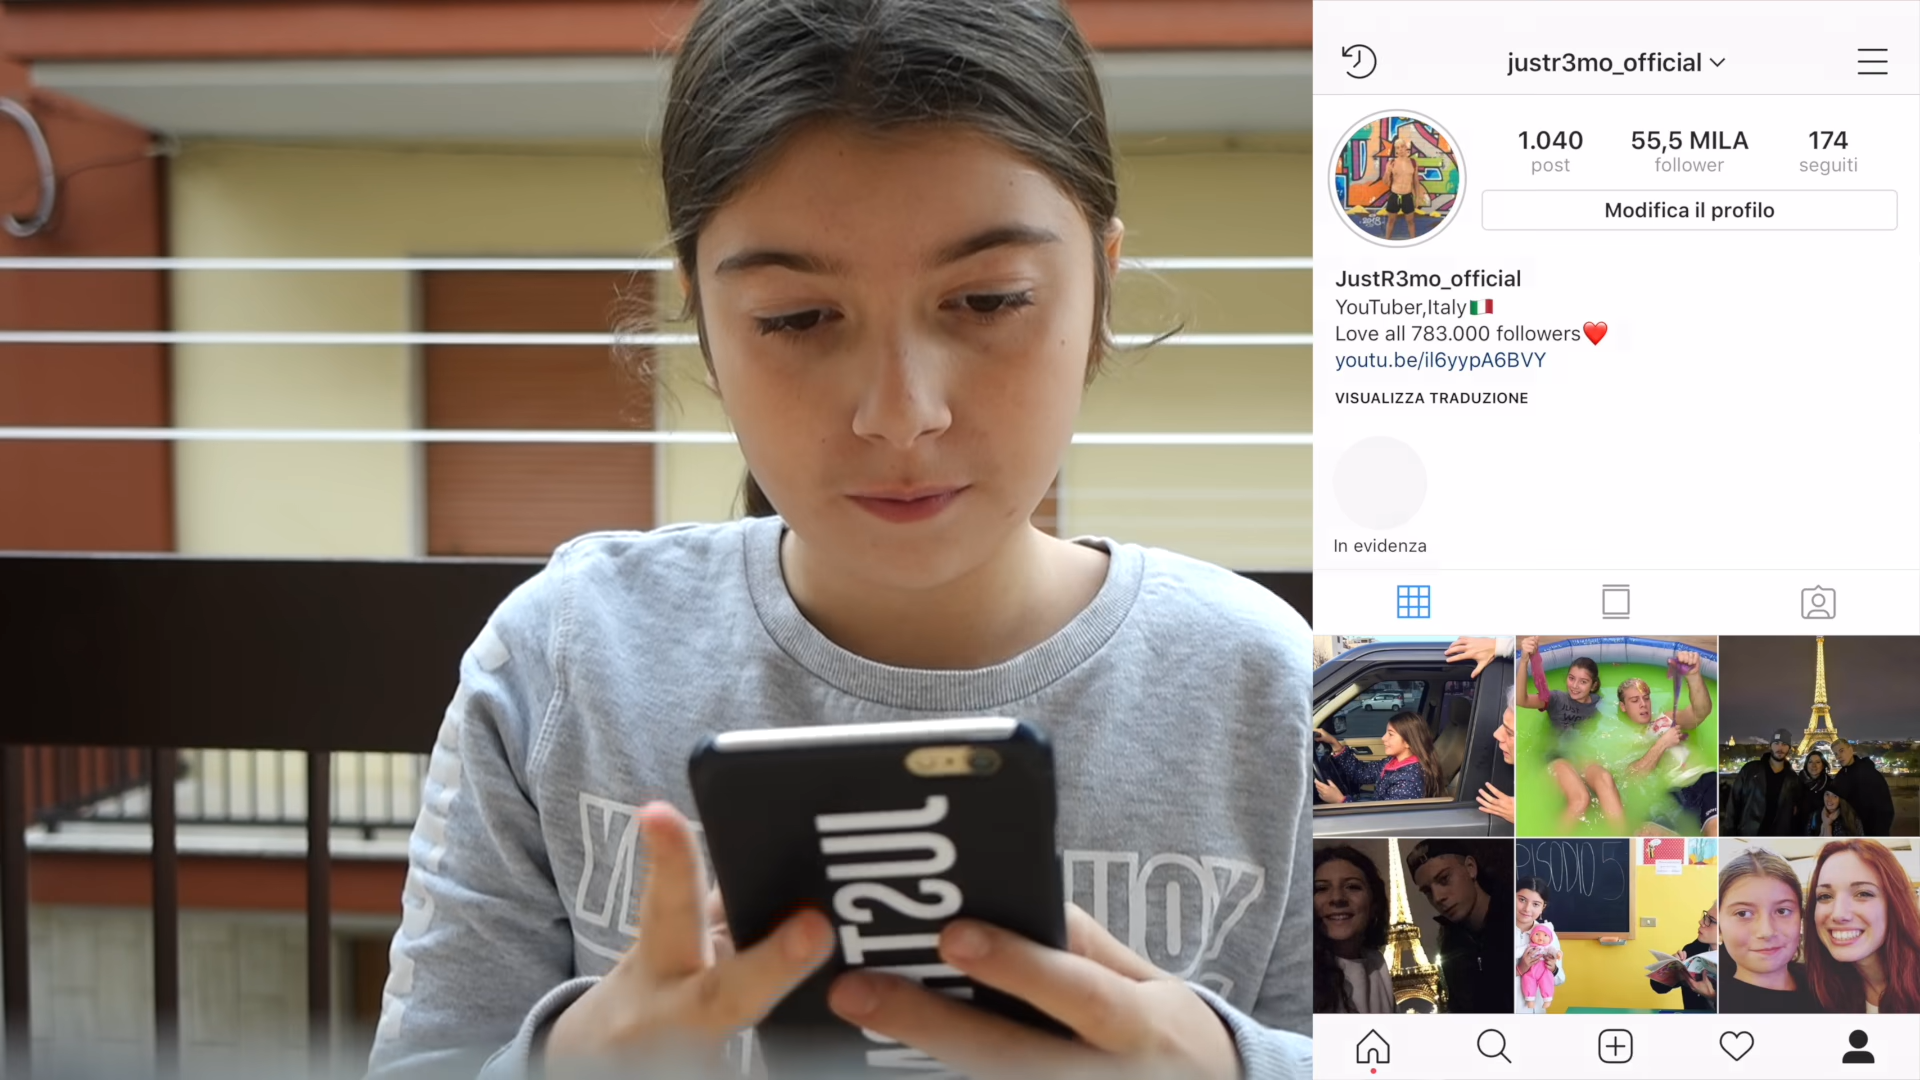 justr3mo_official
1.040
post
55,5 MILA
follower
174
seguiti
Modifica il profilo
JustR3mo_official
YouTuber,Italy🇮🇹
Love all 783.000 followers❤️
youtu.be/il6yypA6BVY
VISUALIZZA TRADUZIONE
In evidenza